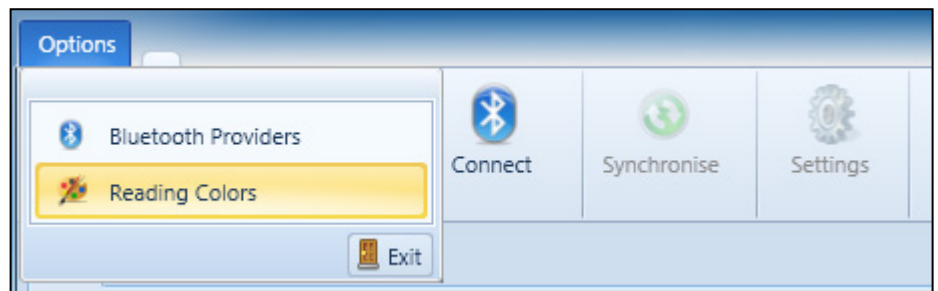 Options
Bluetooth Providers
Reading Colors
Exit
Connect
Synchronise
Settings